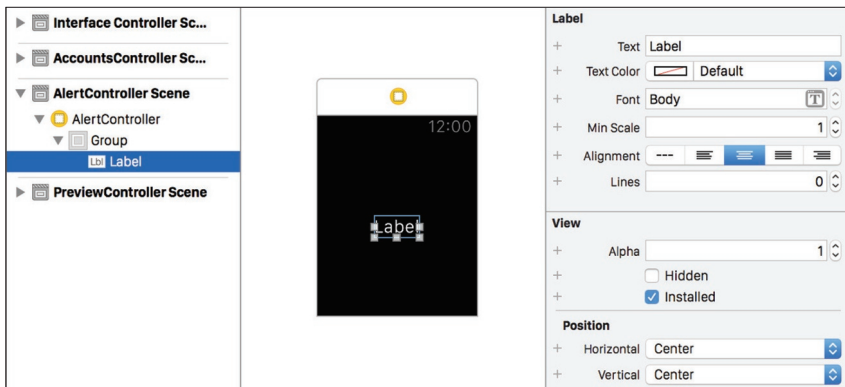 Interface Controller Sc...
AccountsController Sc...
AlertController Scene
AlertController
Group
Lbl Label
PreviewController Scene
12:00
Label
Label
Text Label
Text Color Default
Font Body T
Min Scale 1
Alignment ---
Lines 0
View
Alpha 1
Hidden
Installed
Position
Horizontal Center
Vertical Center